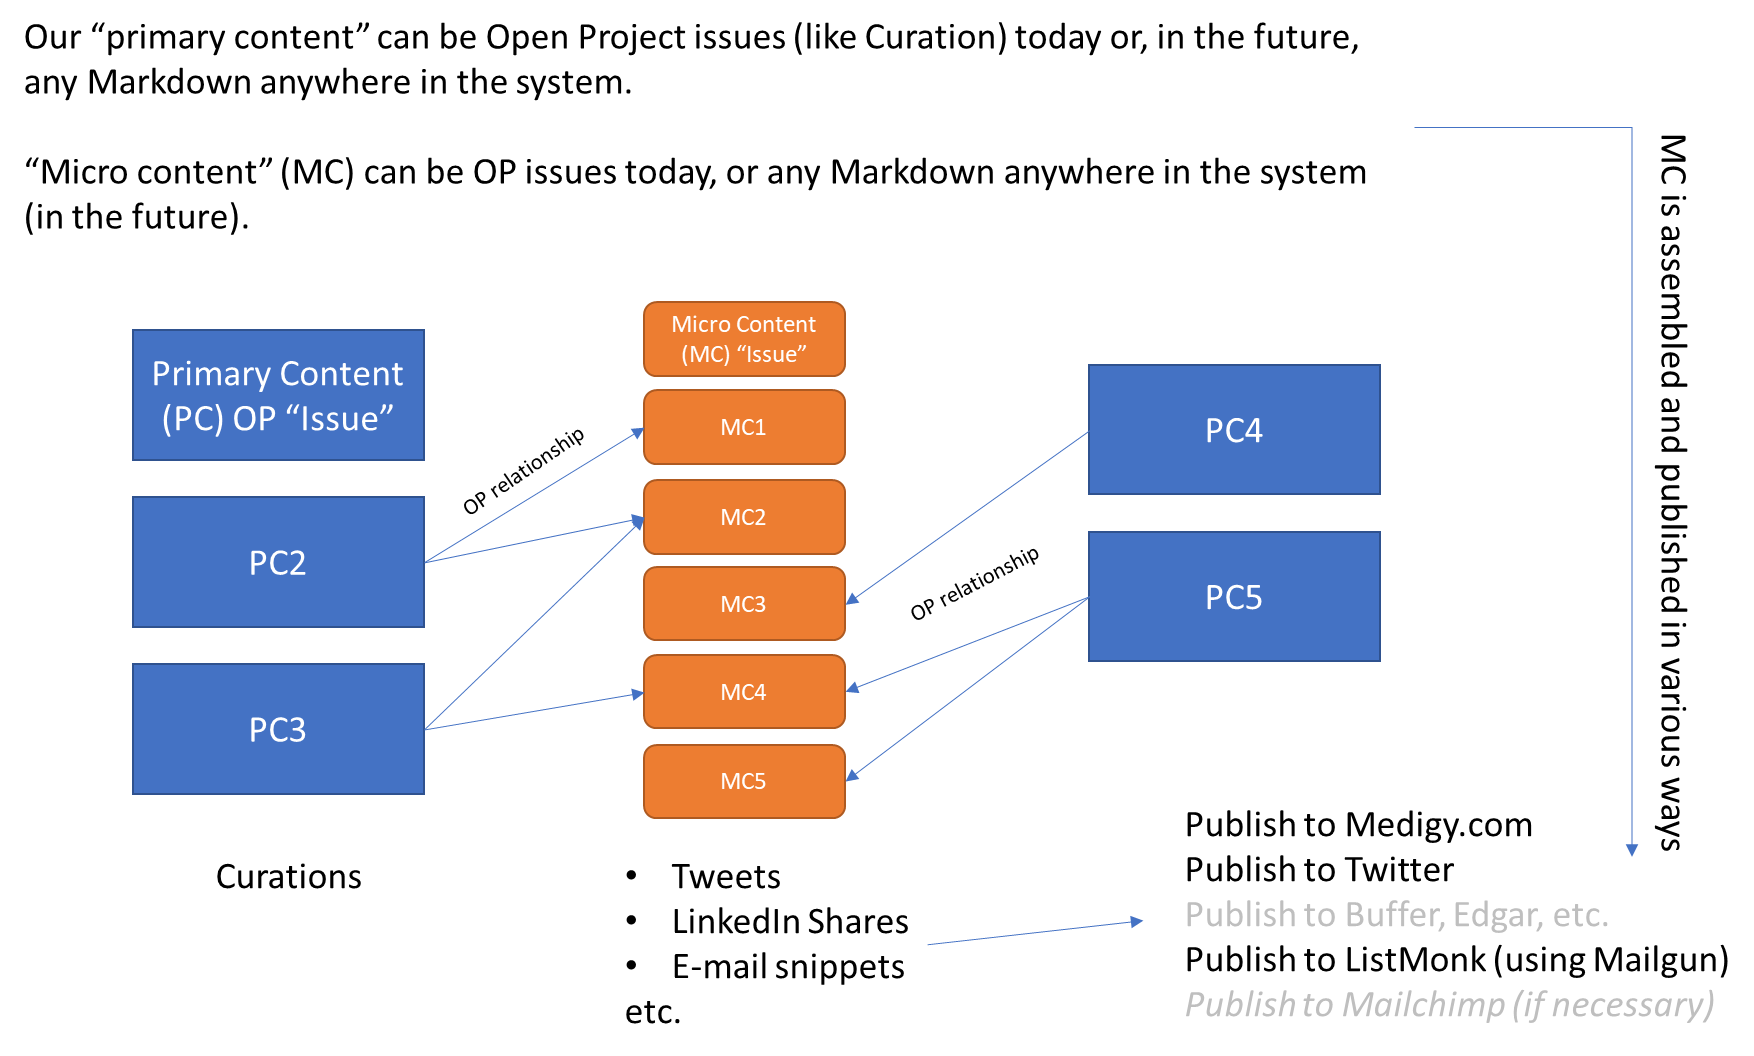 Our “primary content” can be Open Project issues (like Curation) today or, in the future,
any Markdown anywhere in the system.
“Micro content” (MC) can be OP issues today, or any Markdown anywhere in the system
(in the future).
MC is assembled and published in various ways
Primary Content
(PC) OP “Issue”
PC2
PC3
Curations
OP relationship
Micro Content
(MC) “Issue”
MC1
MC2
MC3
MC4
MC5
OP relationship
PC4
PC5
• Tweets
• LinkedIn Shares
• E-mail snippets
etc.
Publish to Medigy.com
Publish to Twitter
Publish to Buffer, Edgar, etc.
Publish to ListMonk (using Mailgun)
Publish to Mailchimp (if necessary)